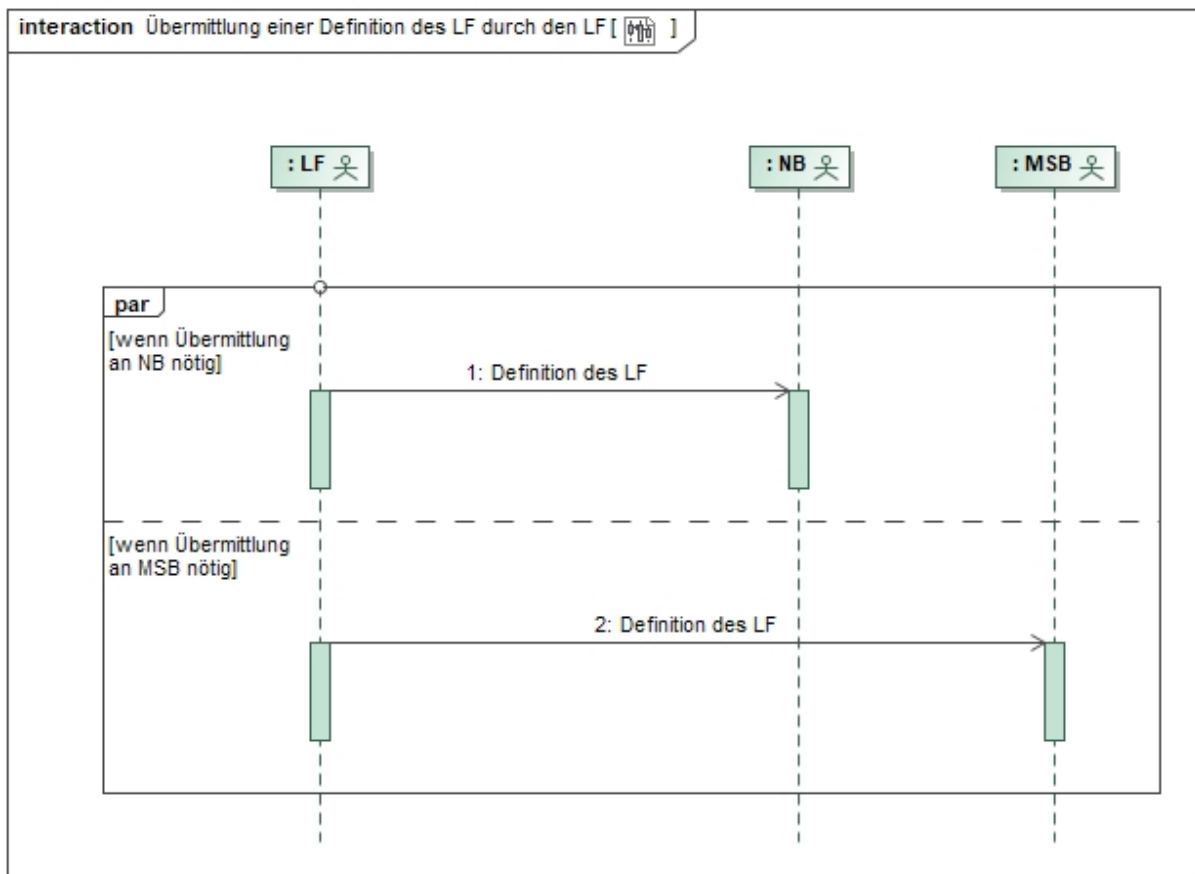 interaction Übermittlung einer Definition des LF durch den LF [ ]
: LF
: NB
: MSB
par
[wenn Übermittlung
an NB nötig]
1: Definition des LF
[wenn Übermittlung
an MSB nötig]
2: Definition des LF